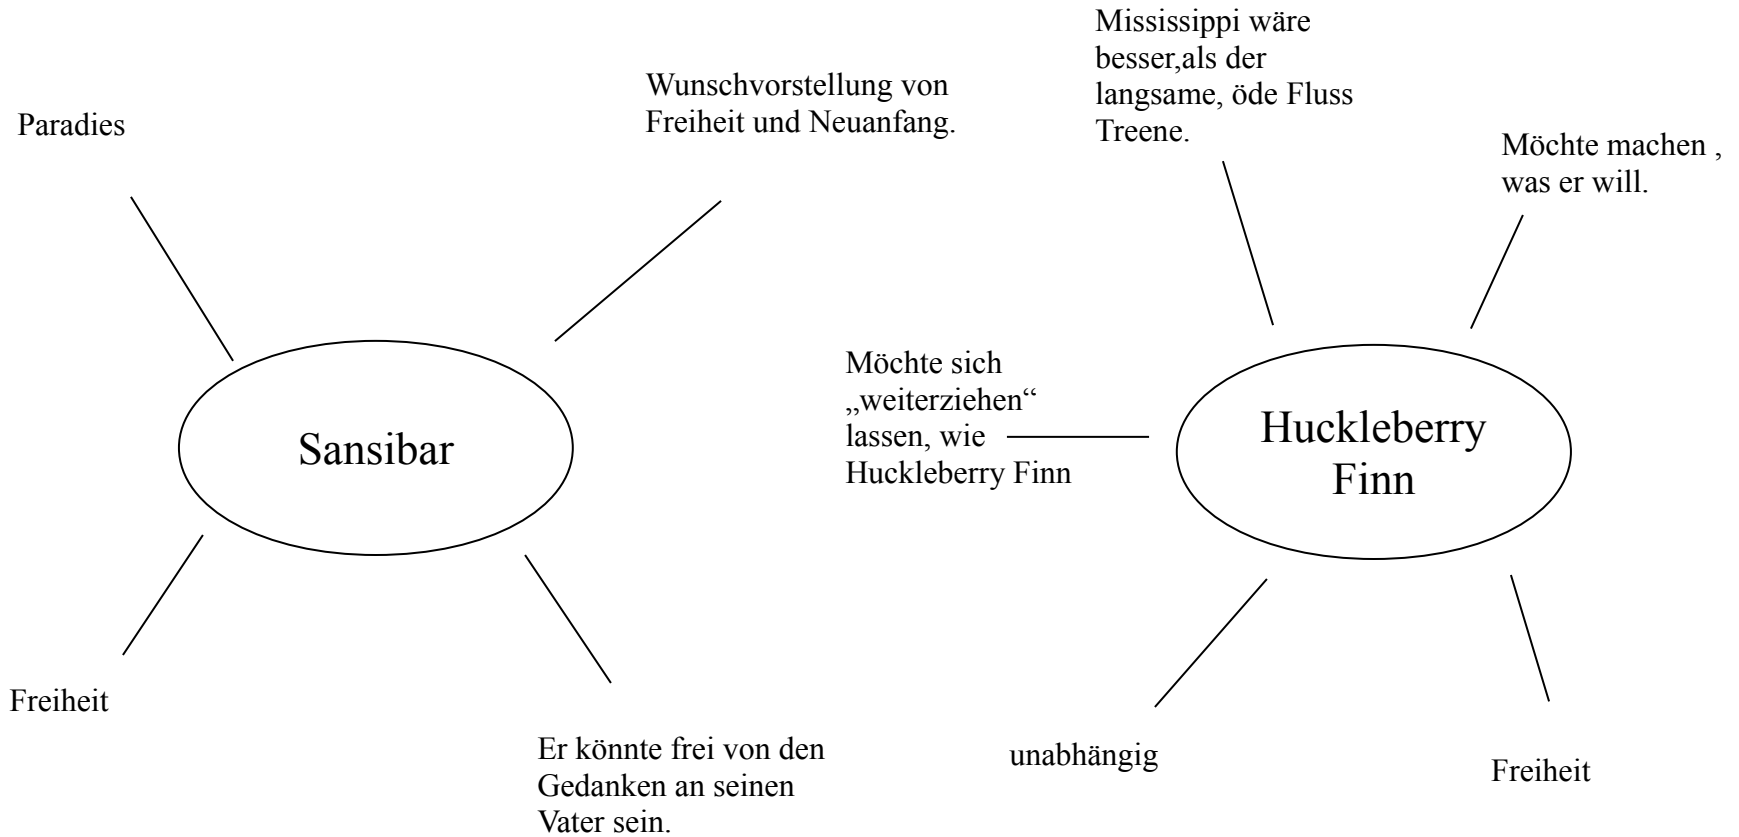 Paradies
Wunschvorstellung von
Freiheit und Neuanfang.
Sansibar
Freiheit
Er könnte frei von den
Gedanken an seinen
Vater sein.
Mississippi wäre
besser,als der
langsame, öde Fluss
Treene.
Möchte machen ,
was er will.
Möchte sich
„weiterziehen“
lassen, wie
Huckleberry Finn
Huckleberry
Finn
unabhängig
Freiheit